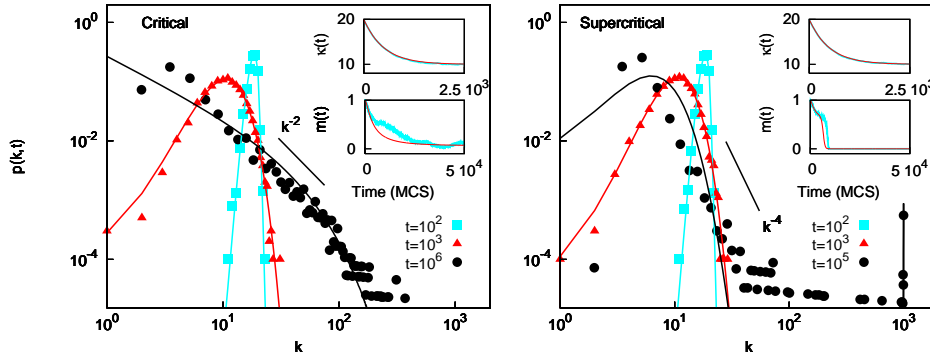 Critical
p(k,t)
10^0
10^-2
10^-4
10^0
10^1
10^2
10^3
k
k^-2
κ(t)
20
10
0
2.5 10^3
m(t)
1
0
0
5 10^4
Time (MCS)
t=10^2
t=10^3
t=10^6
Supercritical
10^0
10^-2
10^-4
10^0
10^1
10^2
10^3
k
k^-4
κ(t)
20
10
0
2.5 10^3
m(t)
1
0
0
5 10^4
Time (MCS)
t=10^2
t=10^3
t=10^5